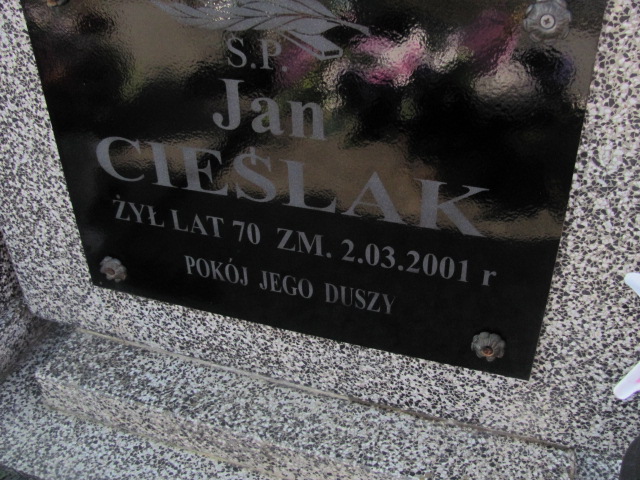 Ś.P.
Jan
CIEŚLAK
ŻYŁ LAT 70 ZM. 2.03.2001 r
POKÓJ JEGO DUSZY